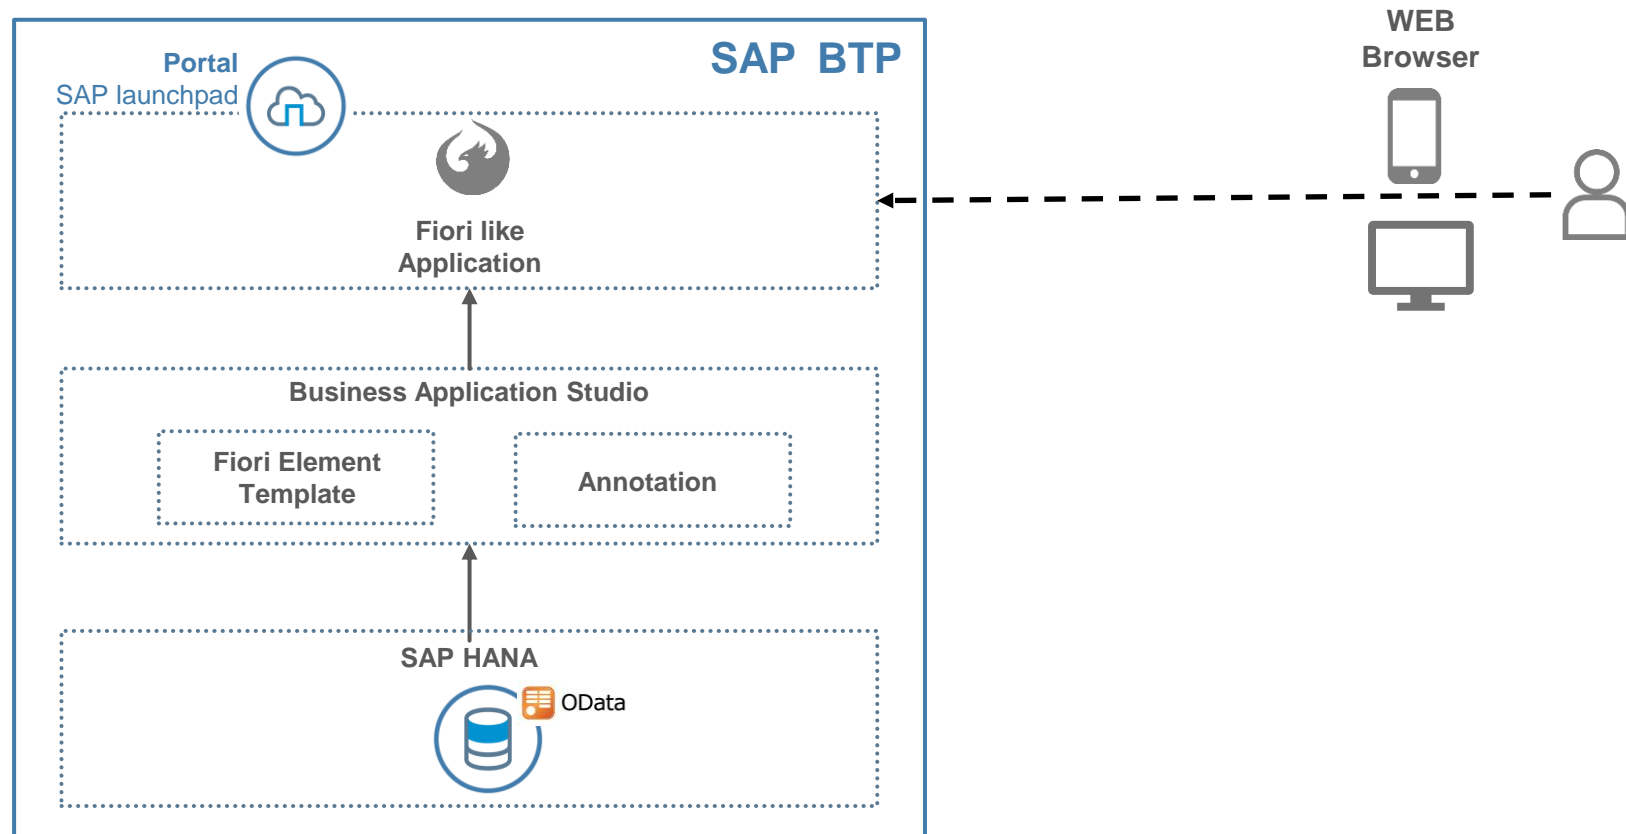 SAP BTP
Portal
SAP launchpad
Fiori like
Application
WEB
Browser
Business Application Studio
Fiori Element
Template
Annotation
SAP HANA
OData